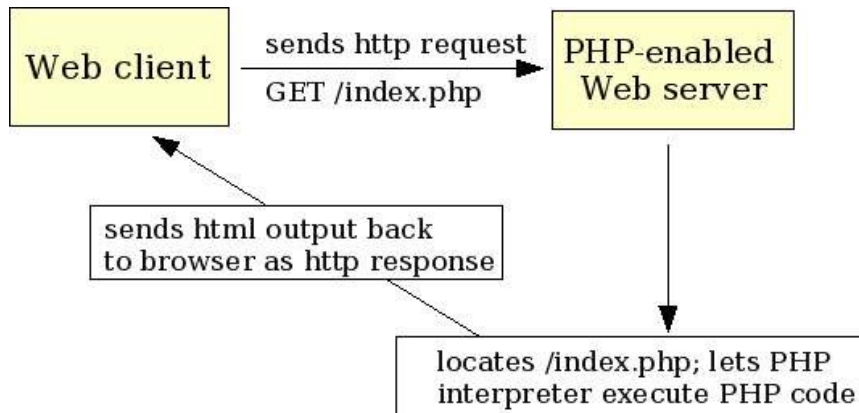 Web client
sends http request
GET /index.php
PHP-enabled
Web server
sends html output back
to browser as http response
locates /index.php; lets PHP
interpreter execute PHP code